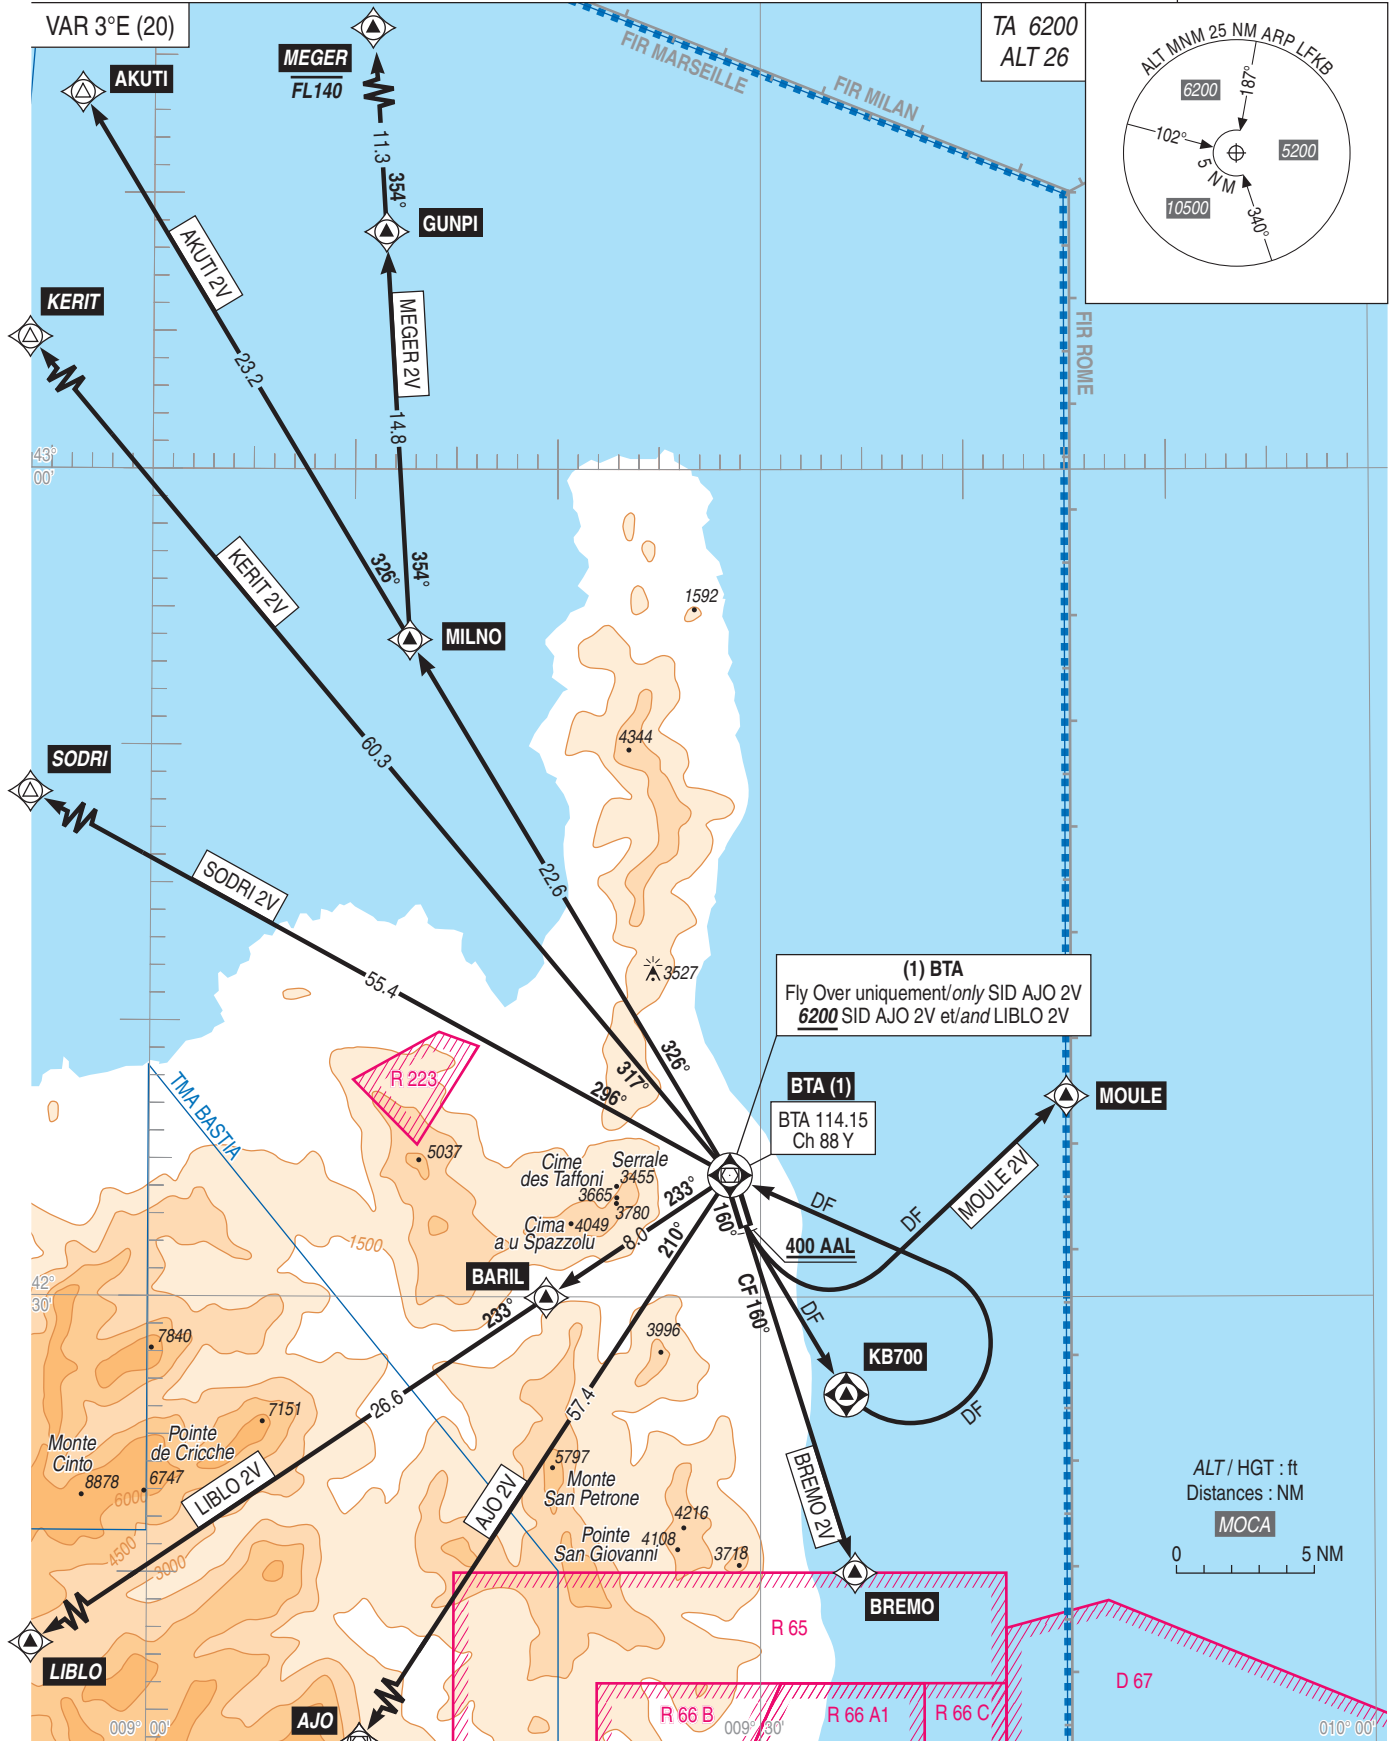 VAR 3°E (20)
MEGER
FL140
AKUTI
FIR MARSEILLE
FIR MILAN
TA 6200
ALT 26
ALT MNM 25 NM ARP LFKB
6200
187°
102°
5200
5 NM
10500
340°
11.3
354°
GUNPI
AKUTI 2V
KERIT
MEGER 2V
FIR ROME
23.2
14.8
43°
00'
KERIT 2V
326°
354°
1592
MILNO
4344
60.3
SODRI
SODRI 2V
22.6
55.4
3527
(1) BTA
Fly Over uniquement/only SID AJO 2V
6200 SID AJO 2V et/and LIBLO 2V
326°
317°
296°
R 223
TMA BASTIA
BTA (1)
BTA 114.15
Ch 88 Y
MOULE
5037
Cime
des Taffoni
Serrale
3455
3665
3780
233°
Cima
a u Spazzolu
4049
8.0
210°
160°
DF
DF
MOULE 2V
400 AAL
1500
BARIL
233°
42°
30'
CF 160°
DF
7840
3996
KB700
26.6
57.4
DF
7151
Monte
Cinto
Pointe
de Cricche
8878
6747
6000
LIBLO 2V
5797
Monte
San Petrone
AJO 2V
BREMO 2V
ALT / HGT : ft
Distances : NM
MOCA
0
5 NM
4500
3000
4216
Pointe
San Giovanni
4108
3718
BREMO
R 65
LIBLO
D 67
AJO
R 66 B
R 66 A1
R 66 C
009° 00'
009° 30'
010° 00'